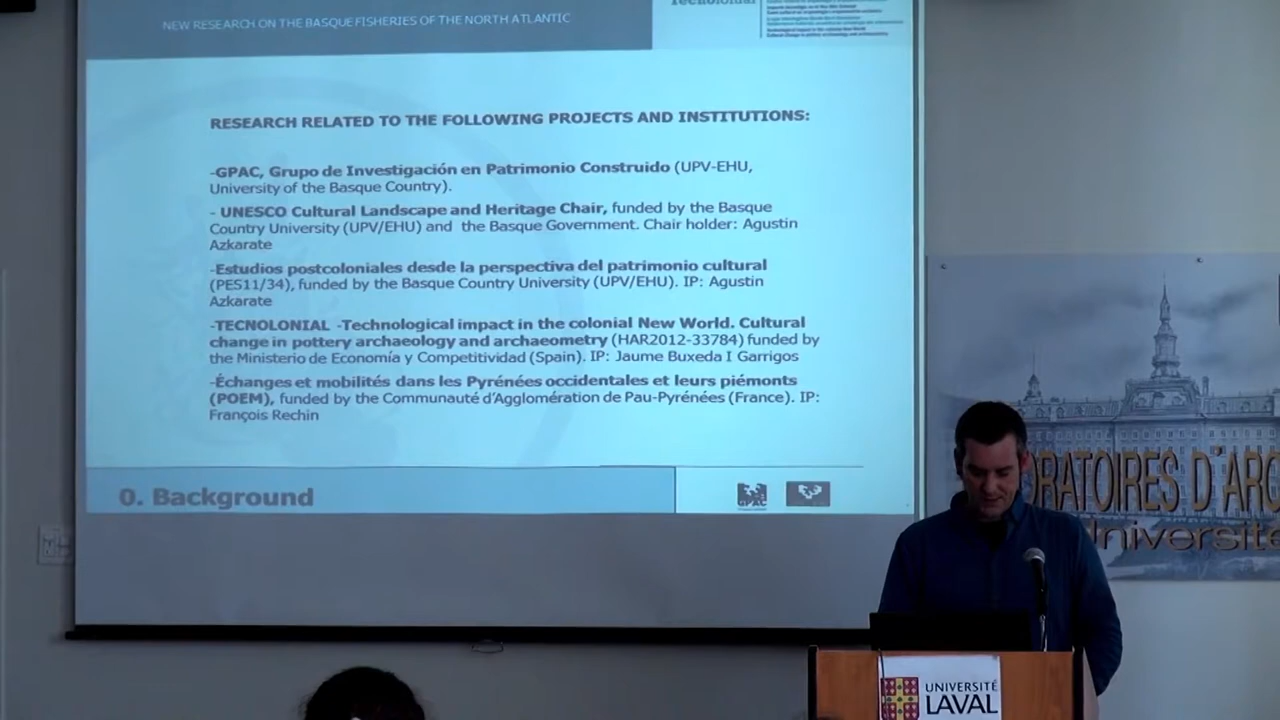 NEW RESEARCH ON THE BASQUE FISHERIES OF THE NORTH ATLANTIC
RESEARCH RELATED TO THE FOLLOWING PROJECTS AND INSTITUTIONS:
-GPAC, Grupo de Investigación en Patrimonio Construido (UPV-EHU,
University of the Basque Country).
- UNESCO Cultural Landscape and Heritage Chair, funded by the Basque
Country University (UPV/EHU) and the Basque Government. Chair holder: Agustin
Azkarate
-Estudios postcoloniales desde la perspectiva del patrimonio cultural
(PES11/34), funded by the Basque Country University (UPV/EHU). IP: Agustin
Azkarate
-TECNOLONIAL -Technological impact in the colonial New World. Cultural
change in pottery archaeology and archaeometry (HAR2012-33784) funded by
the Ministerio de Economía y Competitividad (Spain). IP: Jaume Buxeda I Garrigos
-Échanges et mobilités dans les Pyrénées occidentales et leurs piémonts
(POEM), funded by the Communauté d'Agglomération de Pau-Pyrénées (France). IP:
François Rechin
0. Background
GPAC
ORATOIRES D'ARC
Université
UNIVERSITÉ
LAVAL